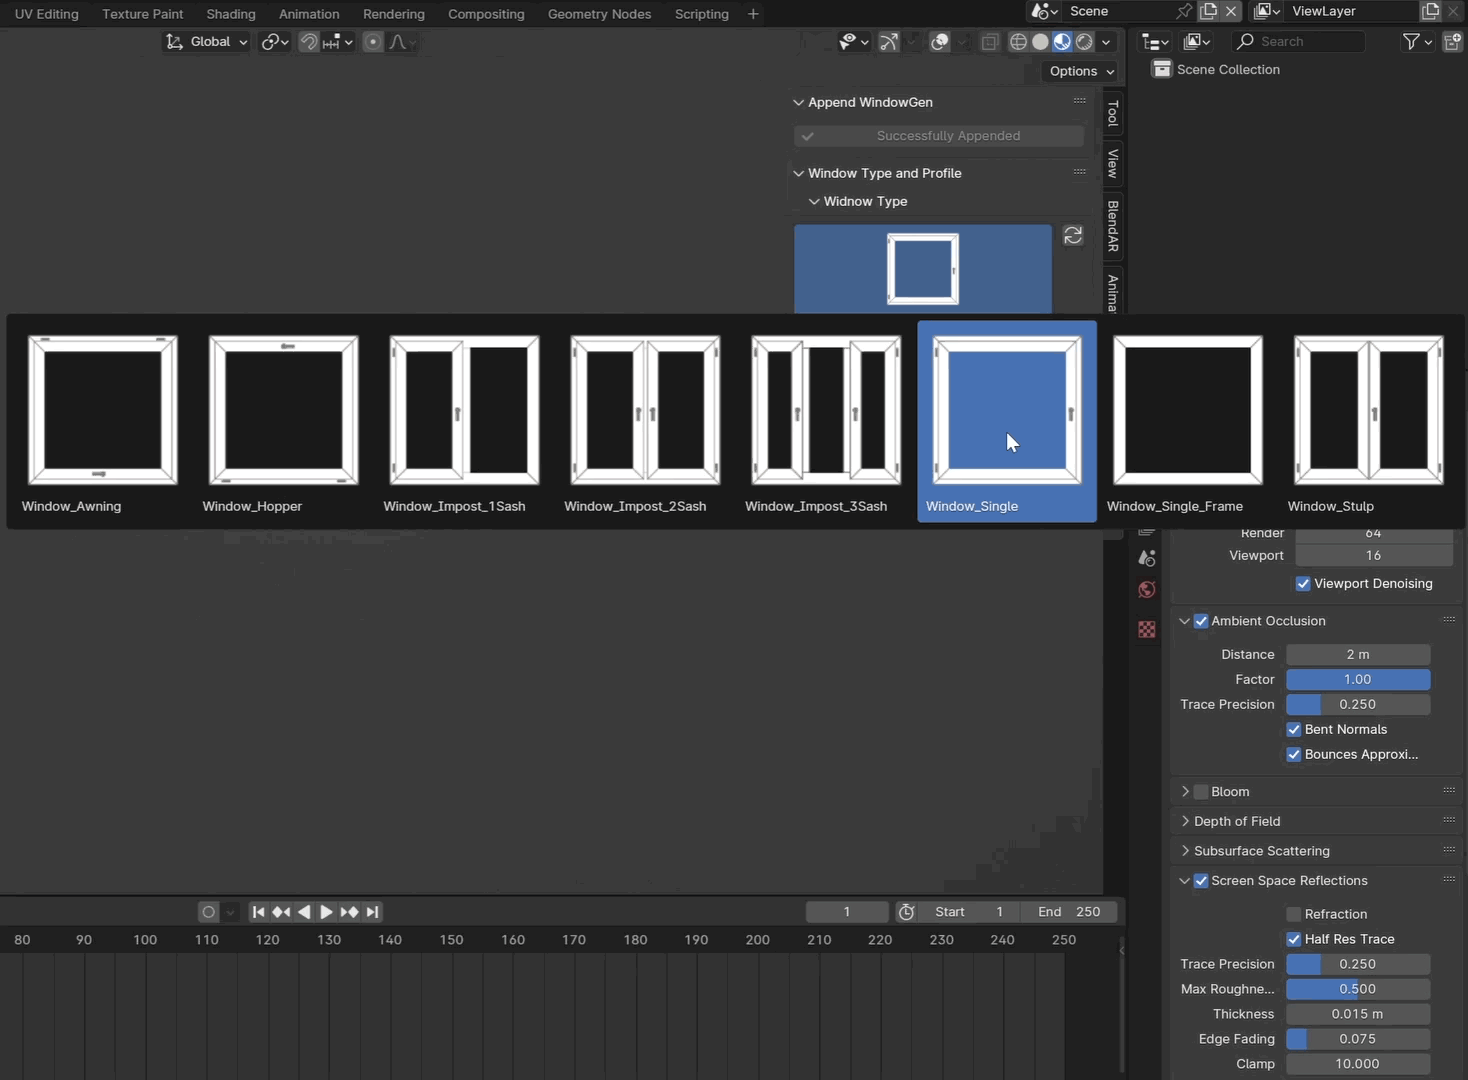 UV Editing Texture Paint Shading Animation Rendering Compositing Geometry Nodes Scripting +
Scene
ViewLayer
Global
Search
Options
Scene Collection
Append WindowGen
Successfully Appended
Window Type and Profile
Widnow Type
Tool
View
BlendAR
Animat
Window_Awning
Window_Hopper
Window_Impost_1Sash
Window_Impost_2Sash
Window_Impost_3Sash
Window_Single
Window_Single_Frame
Window_Stulp
Render 64
Viewport 16
Viewport Denoising
Ambient Occlusion
Distance 2 m
Factor 1.00
Trace Precision 0.250
Bent Normals
Bounces Approxi...
Bloom
Depth of Field
Subsurface Scattering
Screen Space Reflections
Refraction
Half Res Trace
Trace Precision 0.250
Max Roughne... 0.500
Thickness 0.015 m
Edge Fading 0.075
Clamp 10.000
1
Start 1
End 250
80 90 100 110 120 130 140 150 160 170 180 190 200 210 220 230 240 250